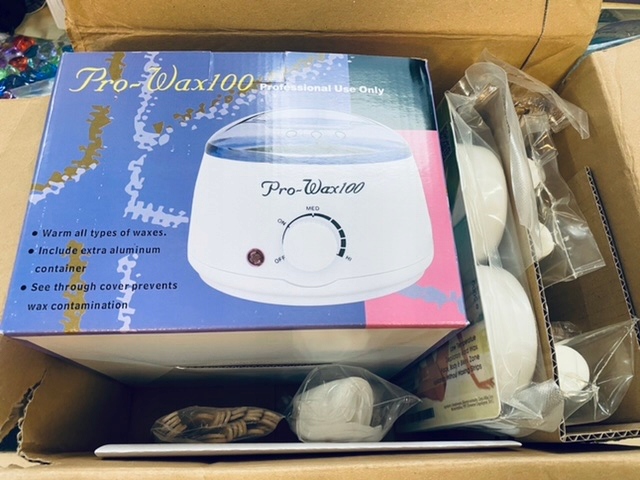 Pro-Wax100 Professional Use Only
Pro-Wax100
MED
ON
OFF
HI
● Warm all types of waxes.
● Include extra aluminum
container
● See through cover prevents
wax contamination